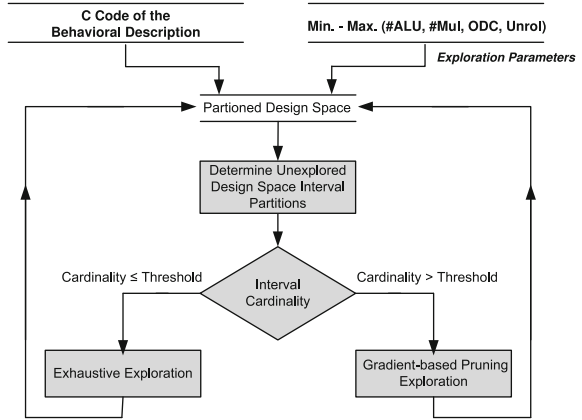 C Code of the
Behavioral Description
Min. - Max. (#ALU, #Mul, ODC, Unrol)
Exploration Parameters
Partioned Design Space
Determine Unexplored
Design Space Interval
Partitions
Cardinality ≤ Threshold
Cardinality > Threshold
Interval
Cardinality
Exhaustive Exploration
Gradient-based Pruning
Exploration